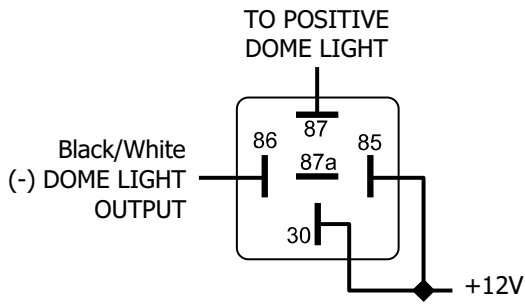 TO POSITIVE
DOME LIGHT
87
86
85
87a
Black/White
(-) DOME LIGHT
OUTPUT
30
+12V